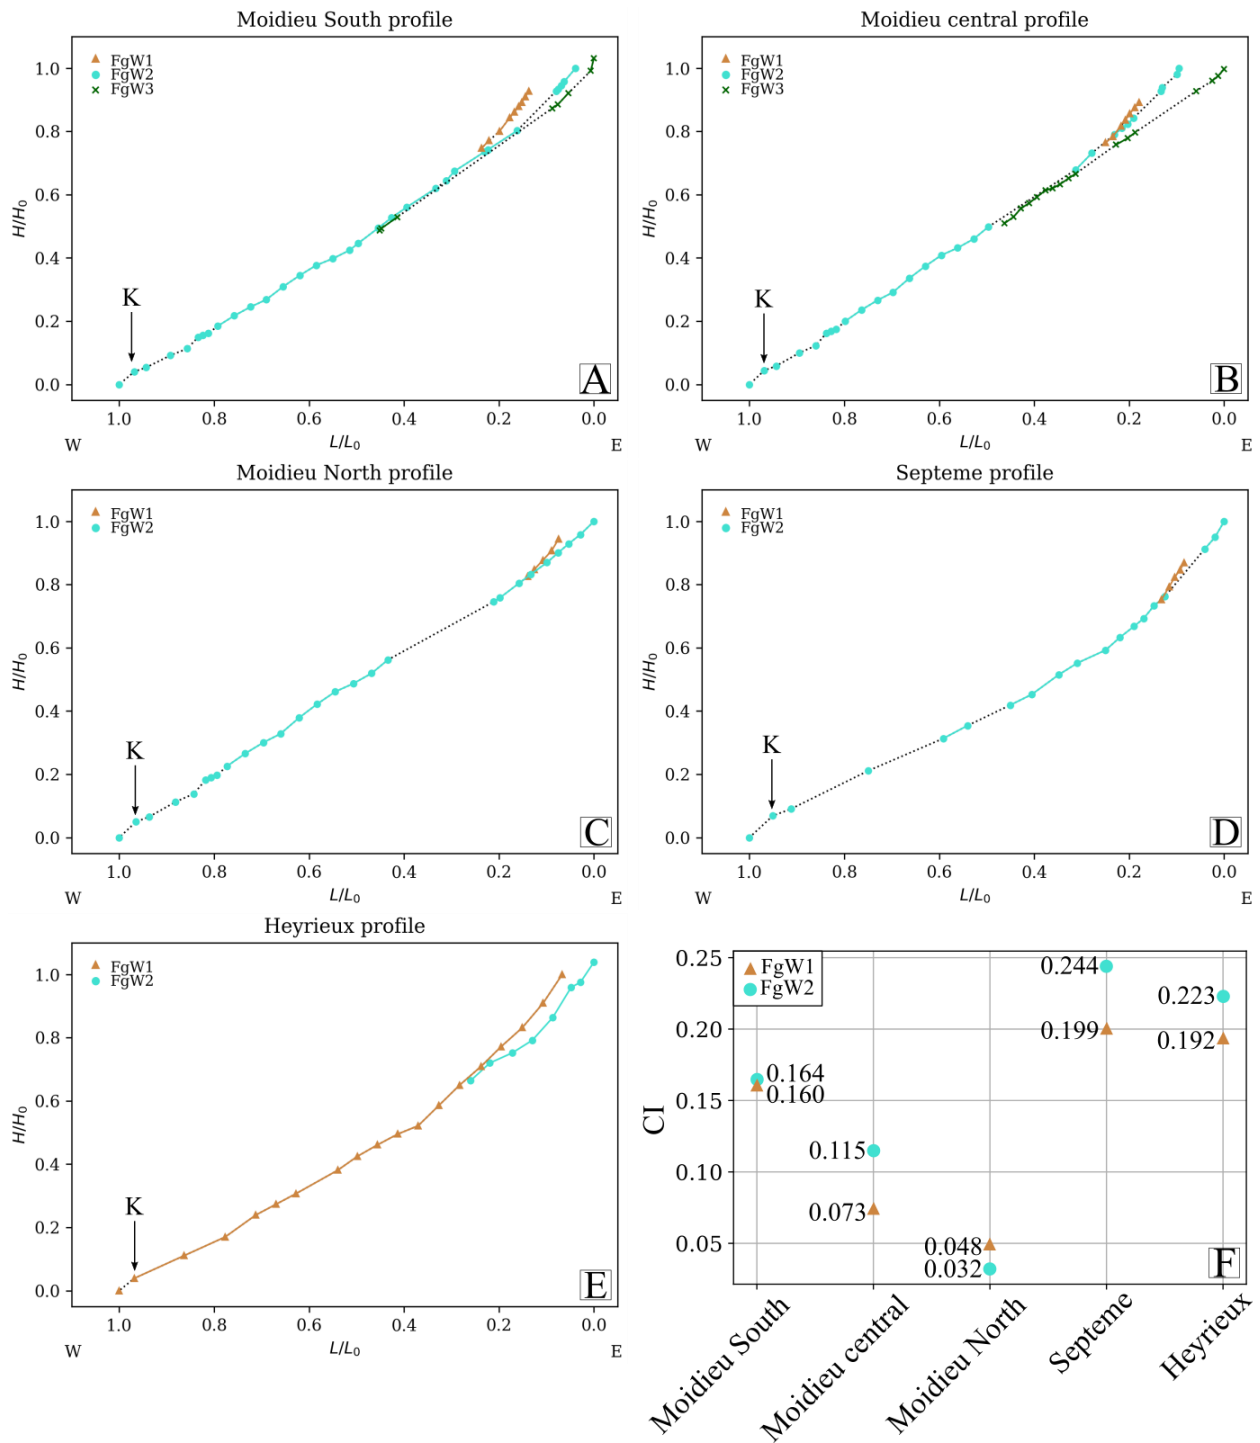 Moidieu South profile
FgW1
FgW2
FgW3
1.0
0.8
0.6
0.4
0.2
0.0
H/H0
K
A
1.0 0.8 0.6 0.4 0.2 0.0
W L/L0 E
Moidieu central profile
FgW1
FgW2
FgW3
1.0
0.8
0.6
0.4
0.2
0.0
H/H0
K
B
1.0 0.8 0.6 0.4 0.2 0.0
W L/L0 E
Moidieu North profile
FgW1
FgW2
1.0
0.8
0.6
0.4
0.2
0.0
H/H0
K
C
1.0 0.8 0.6 0.4 0.2 0.0
W L/L0 E
Septeme profile
FgW1
FgW2
1.0
0.8
0.6
0.4
0.2
0.0
H/H0
K
D
1.0 0.8 0.6 0.4 0.2 0.0
W L/L0 E
Heyrieux profile
FgW1
FgW2
1.0
0.8
0.6
0.4
0.2
0.0
H/H0
K
E
1.0 0.8 0.6 0.4 0.2 0.0
W L/L0 E
FgW1
FgW2
0.25
0.20
0.15
0.10
0.05
CI
0.164
0.160
0.115
0.073
0.048
0.032
0.244
0.199
0.223
0.192
F
Moidieu South
Moidieu central
Moidieu North
Septeme
Heyrieux